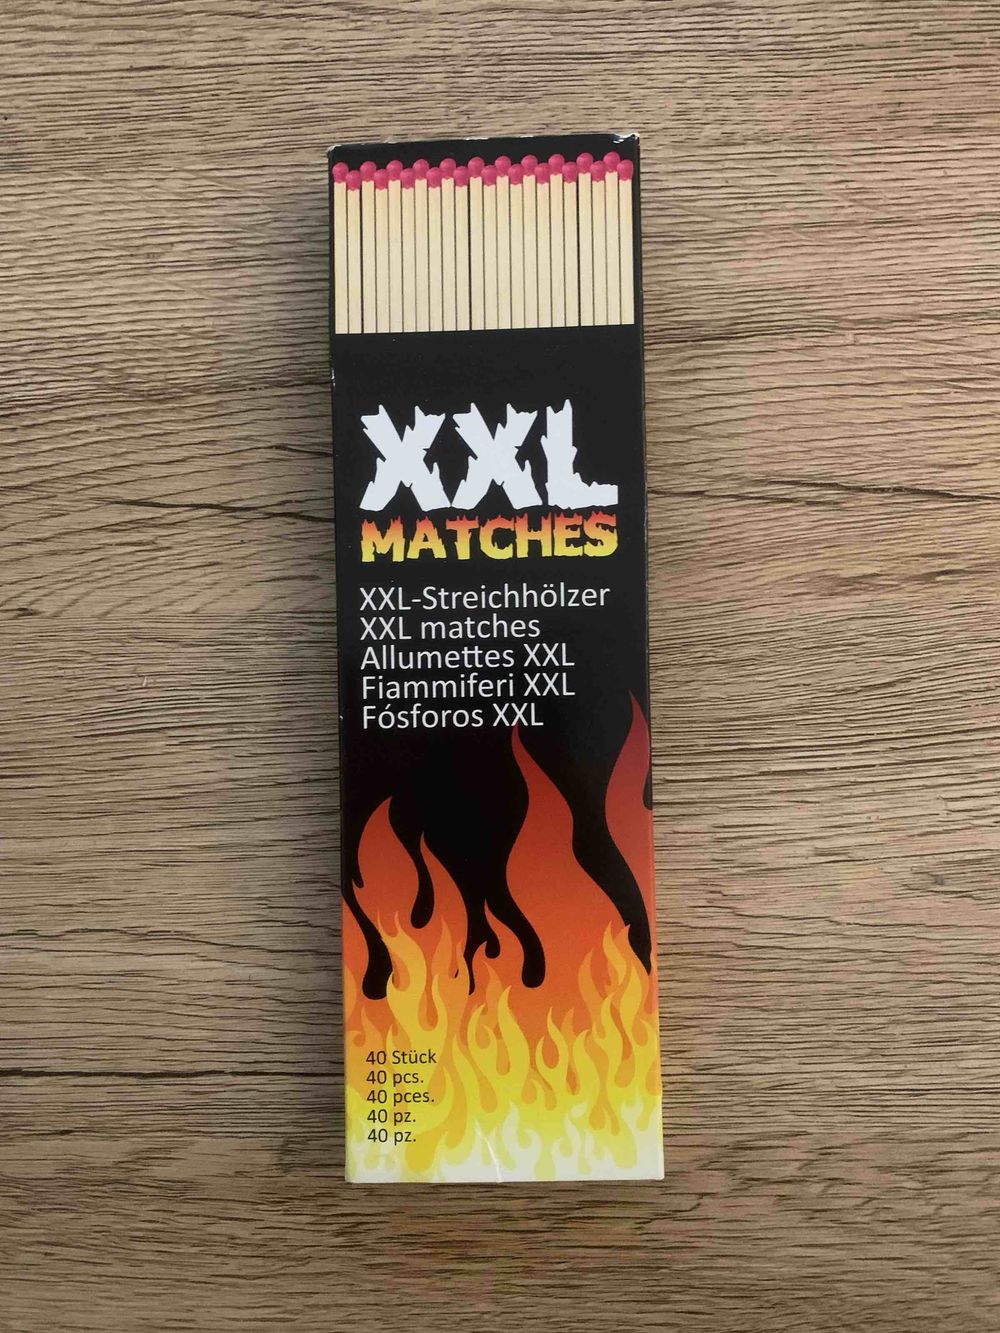 XXL
MATCHES
XXL-Streichhölzer
XXL matches
Allumettes XXL
Fiammiferi XXL
Fósforos XXL
40 Stück
40 pcs.
40 pces.
40 pz.
40 pz.